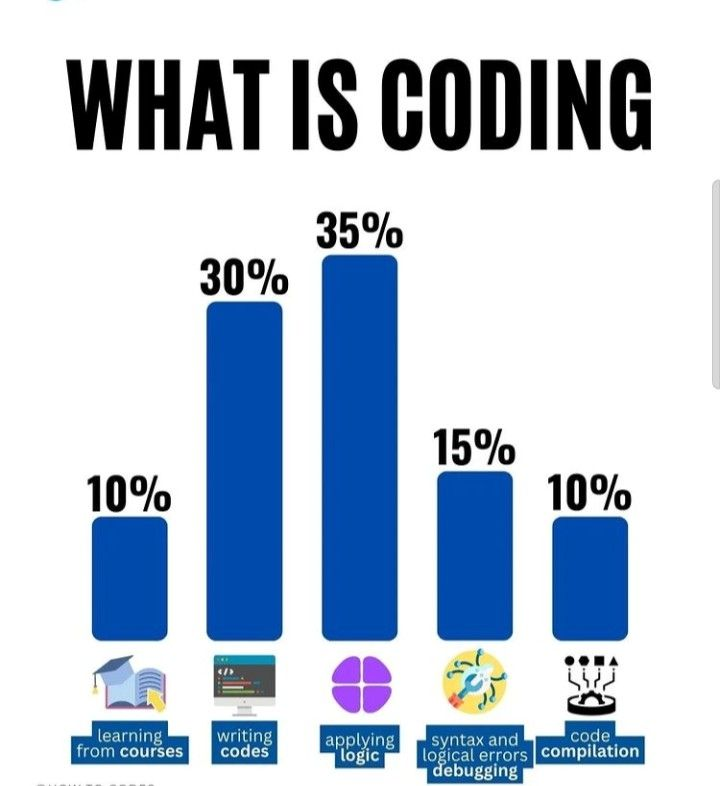 WHAT IS CODING
35%
30%
15%
10%
10%
learning
from courses
writing
codes
applying
logic
syntax and
logical errors
debugging
code
compilation